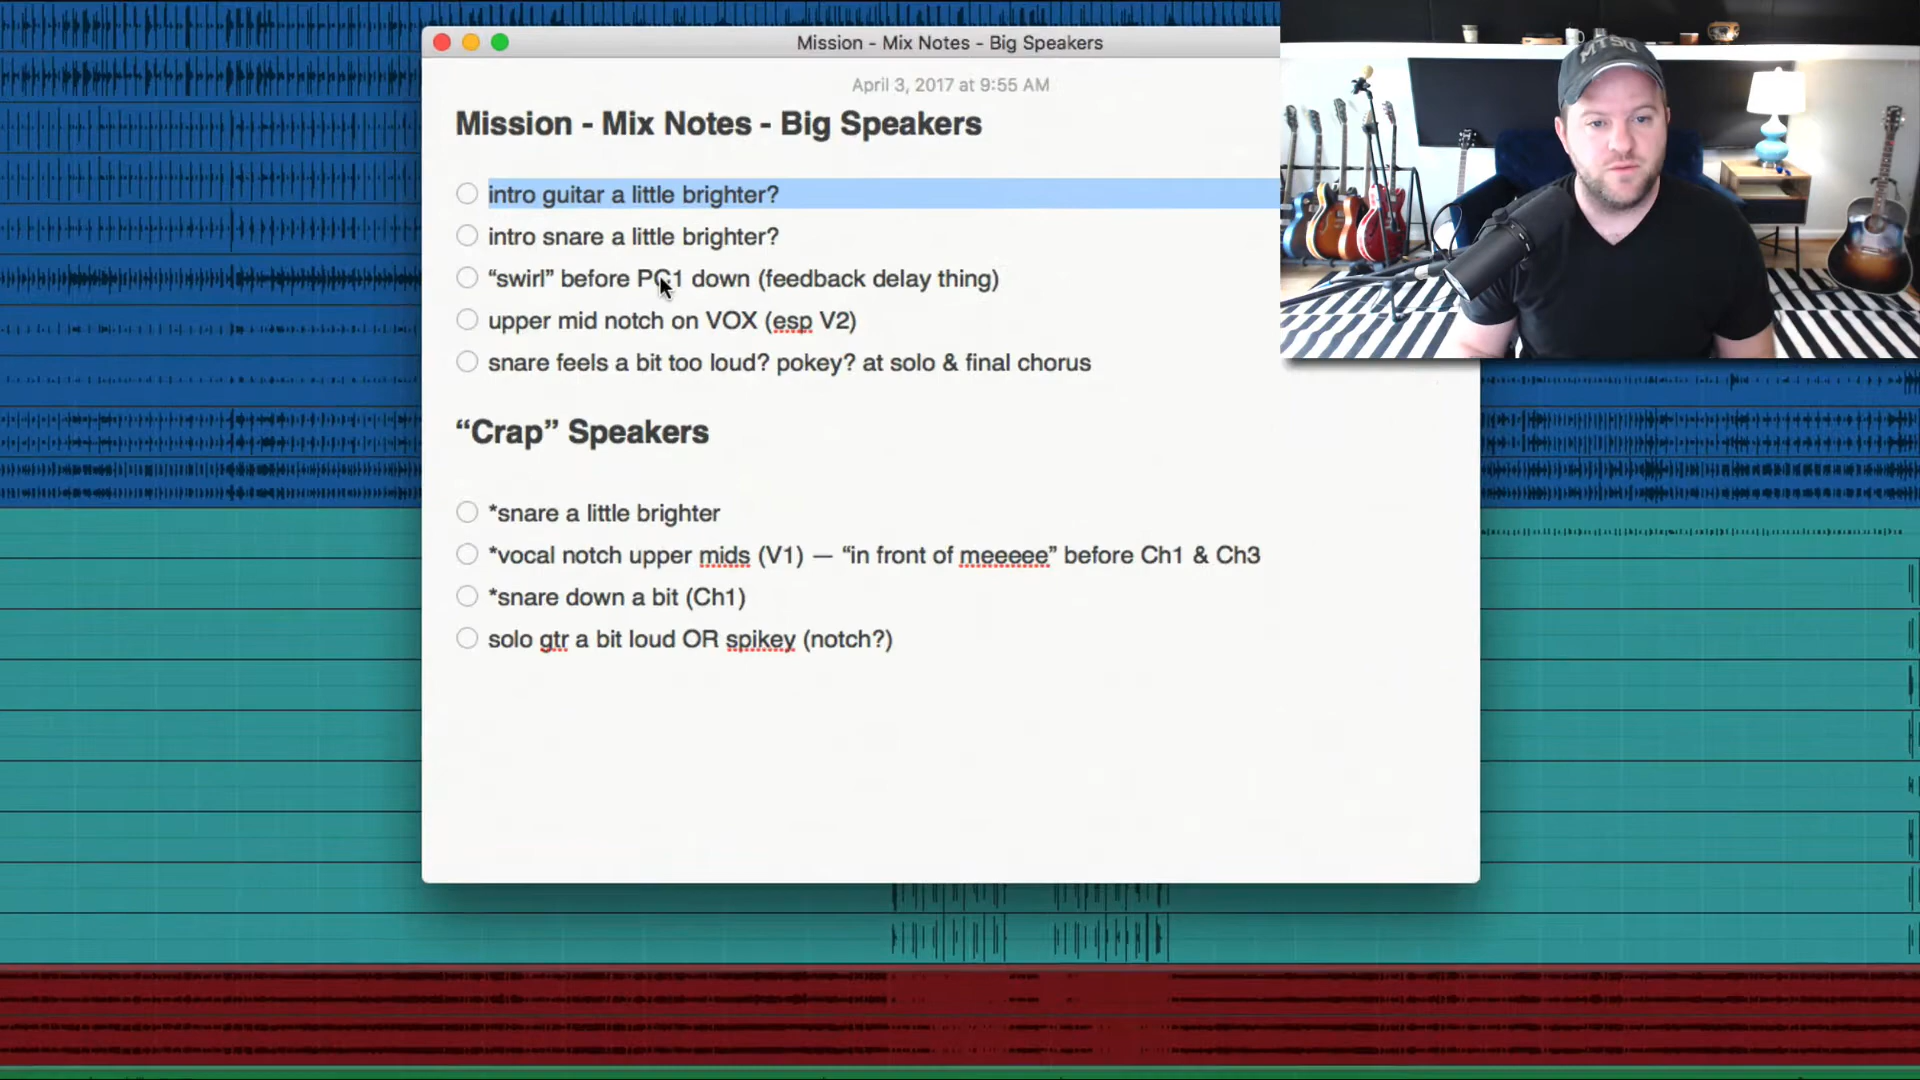 Mission - Mix Notes - Big Speakers
April 3, 2017 at 9:55 AM
Mission - Mix Notes - Big Speakers
intro guitar a little brighter?
intro snare a little brighter?
“swirl” before PC1 down (feedback delay thing)
upper mid notch on VOX (esp V2)
snare feels a bit too loud? pokey? at solo & final chorus
“Crap” Speakers
*snare a little brighter
*vocal notch upper mids (V1) — “in front of meeeee” before Ch1 & Ch3
*snare down a bit (Ch1)
solo gtr a bit loud OR spikey (notch?)
MTSU